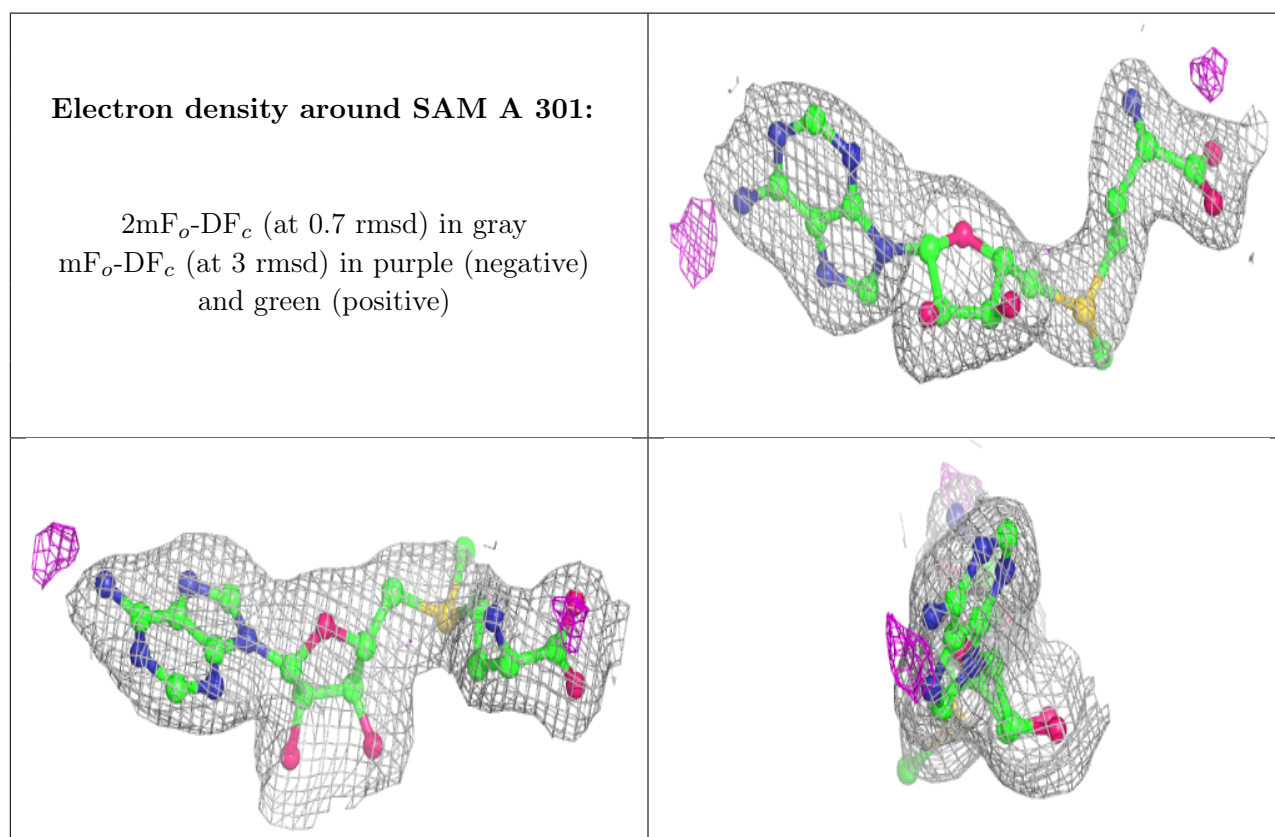 Electron density around SAM A 301:
2mFₒ-DF𝑐 (at 0.7 rmsd) in gray
mFₒ-DF𝑐 (at 3 rmsd) in purple (negative)
and green (positive)